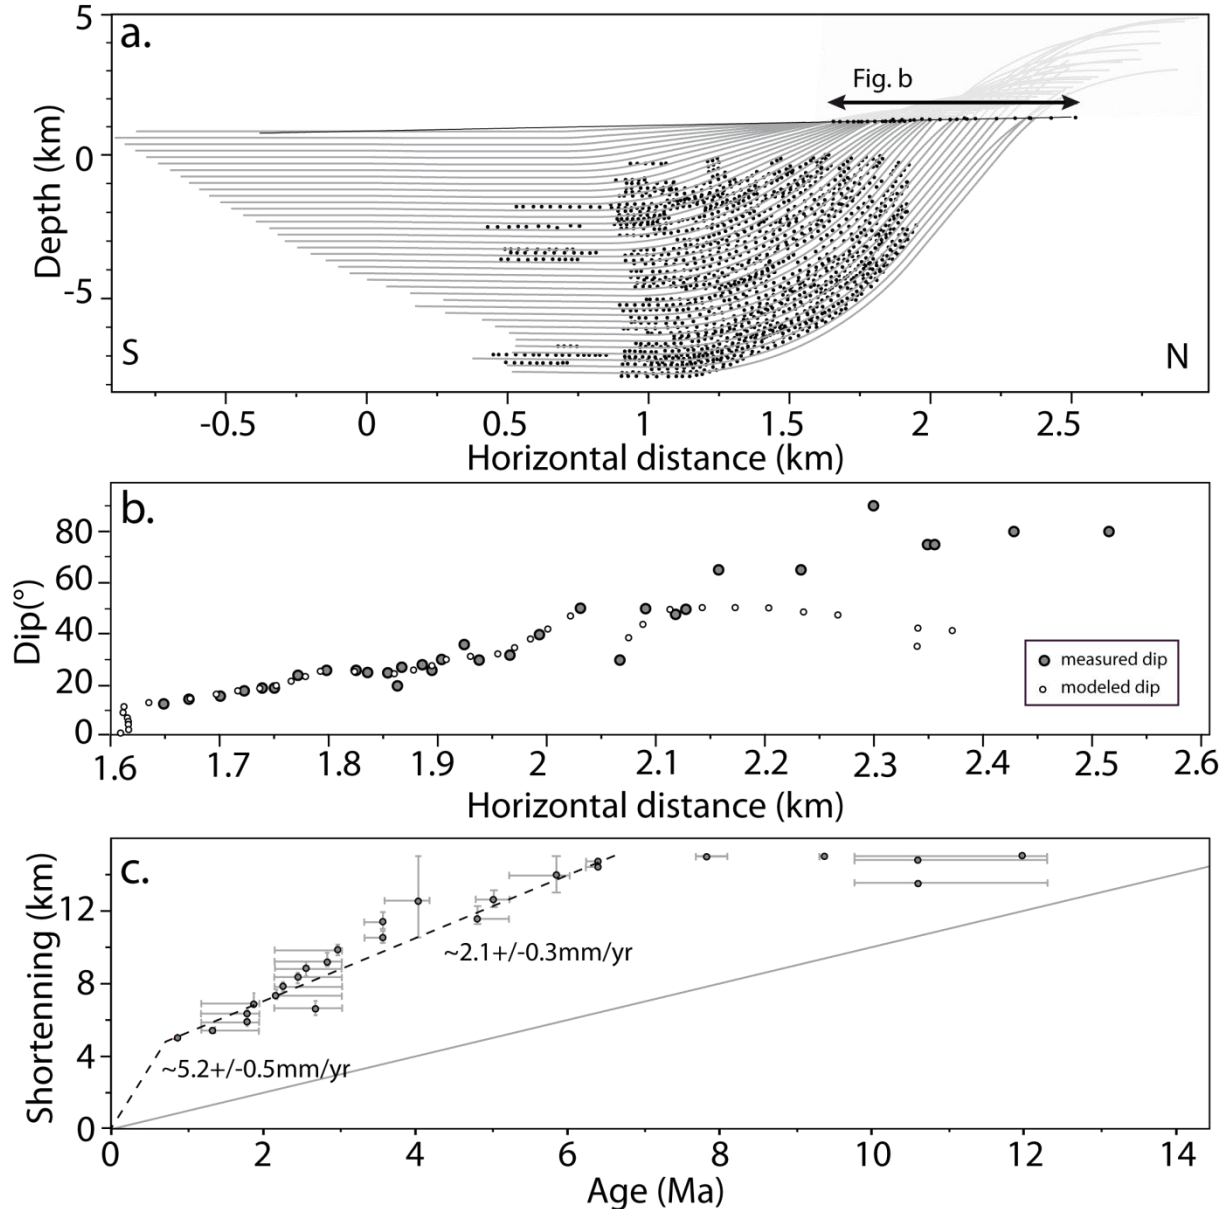 a.
5
0
-5
Depth (km)
Fig. b
S
N
-0.5 0 0.5 1 1.5 2 2.5
Horizontal distance (km)
b.
80
60
40
20
0
Dip(°)
measured dip
modeled dip
1.6 1.7 1.8 1.9 2 2.1 2.2 2.3 2.4 2.5 2.6
Horizontal distance (km)
c.
12
8
4
0
Shortenning (km)
~2.1+/-0.3mm/yr
~5.2+/-0.5mm/yr
0 2 4 6 8 10 12 14
Age (Ma)